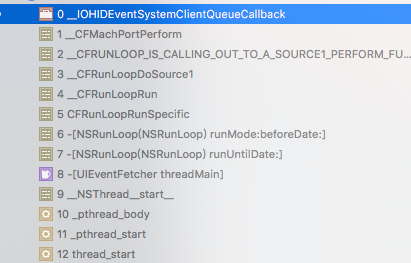 0 __IOHIDEventSystemClientQueueCallback
1 __CFMachPortPerform
2 __CFRUNLOOP_IS_CALLING_OUT_TO_A_SOURCE1_PERFORM_FU...
3 __CFRunLoopDoSource1
4 __CFRunLoopRun
5 CFRunLoopRunSpecific
6 -[NSRunLoop(NSRunLoop) runMode:beforeDate:]
7 -[NSRunLoop(NSRunLoop) runUntilDate:]
8 -[UIEventFetcher threadMain]
9 __NSThread__start__
10 _pthread_body
11 _pthread_start
12 thread_start